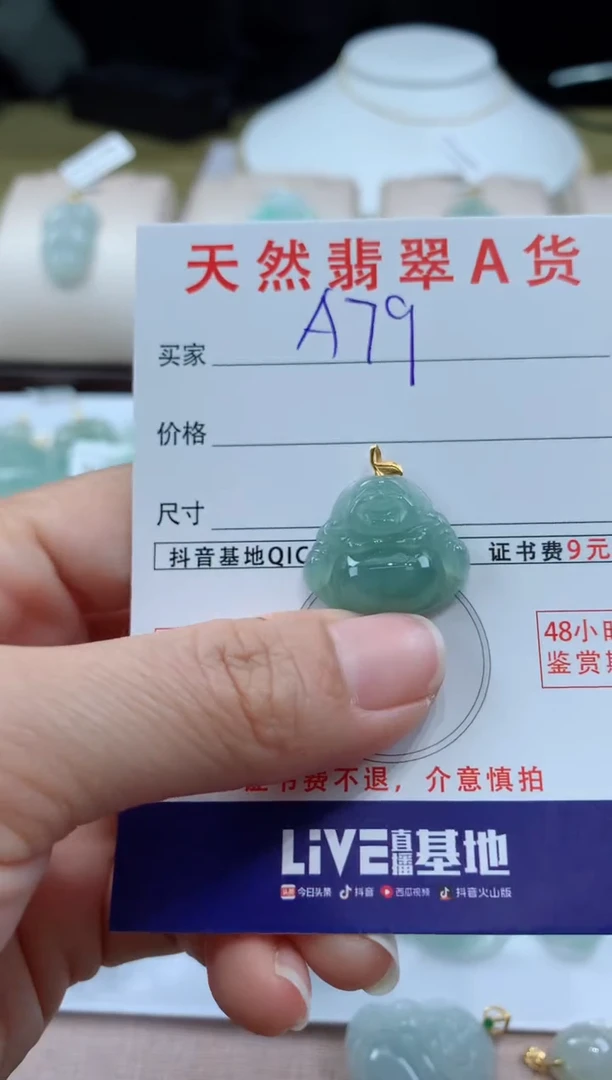 天然翡翠A货
买家 A79
价格
尺寸
抖音基地QIC
证书费9元
48小时
鉴赏期
证书费不退，介意慎拍
LiVE直播基地
今日头条 抖音 西瓜视频 抖音火山版